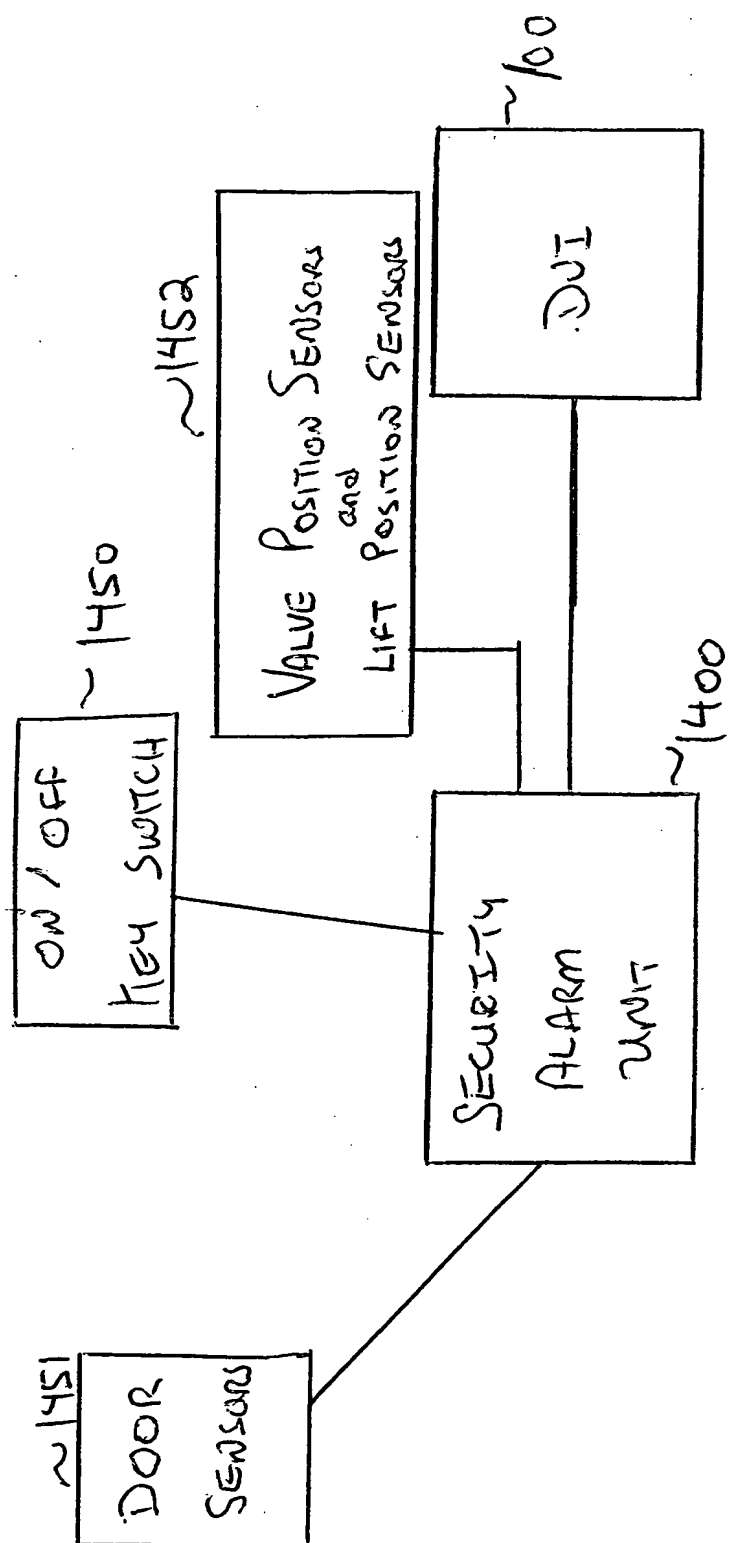 ~1451
DOOR
SENSORS
ON / OFF
KEY SWITCH
~1450
~1452
VALVE POSITION SENSORS
and
LIFT POSITION SENSORS
SECURITY
ALARM
UNIT
~1400
DUI
~100